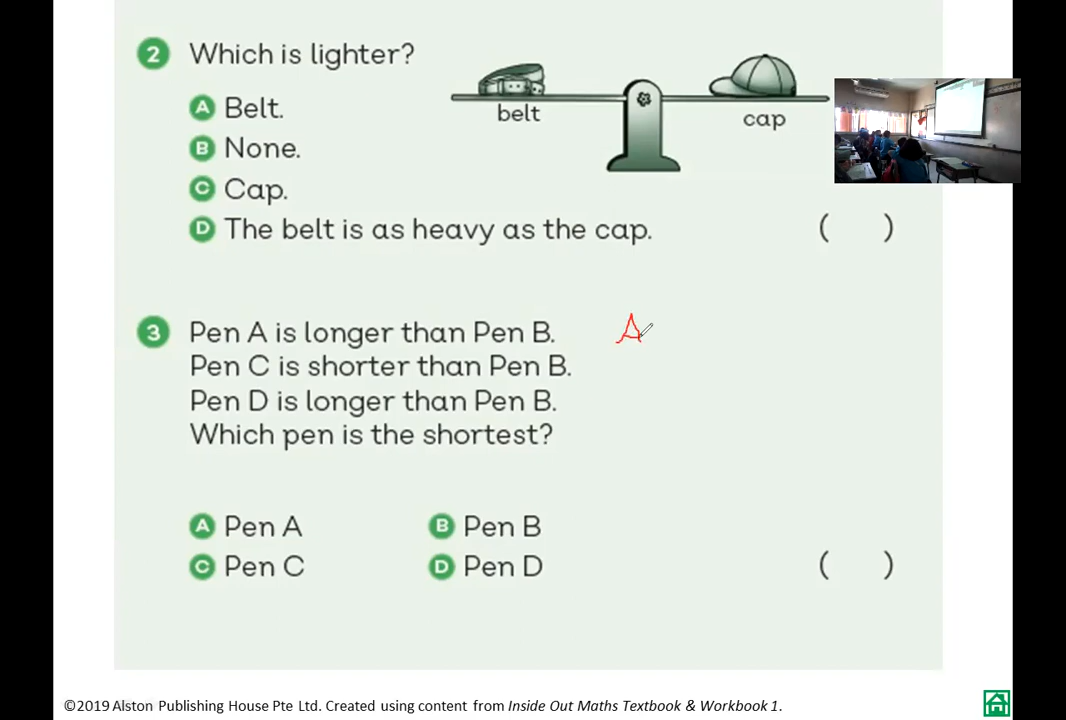 2 Which is lighter?
A Belt.
B None.
C Cap.
D The belt is as heavy as the cap. ( )
belt
cap
3 Pen A is longer than Pen B. A
Pen C is shorter than Pen B.
Pen D is longer than Pen B.
Which pen is the shortest?
A Pen A B Pen B
C Pen C D Pen D ( )
©2019 Alston Publishing House Pte Ltd. Created using content from Inside Out Maths Textbook & Workbook 1.